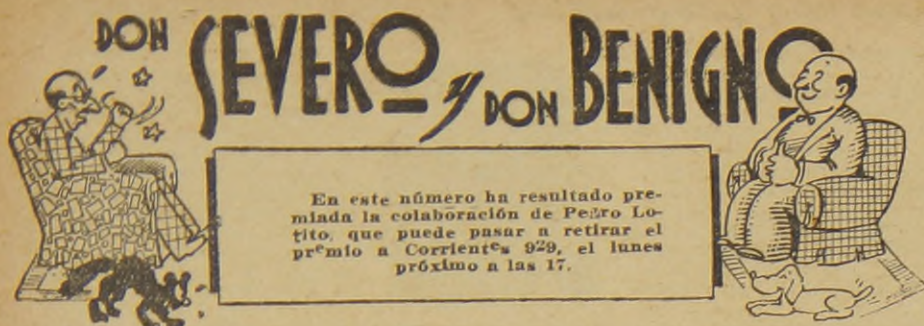 DON SEVERO y DON BENIGNO
En este número ha resultado pre-
miada la colaboración de Pedro Lo-
tito, que puede pasar a retirar el
premio a Corrientes 929, el lunes
próximo a las 17.